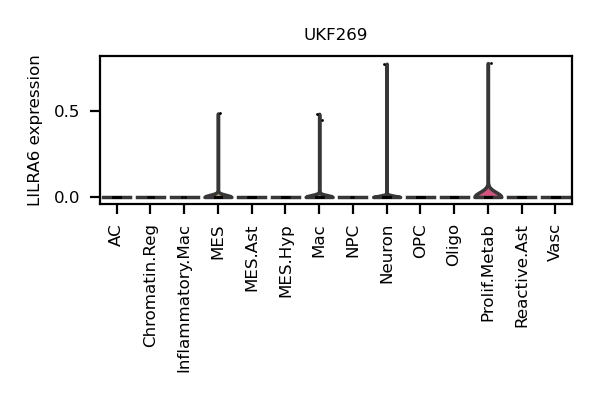 UKF269
LILRA6 expression
0.5
0.0
AC
Chromatin.Reg
Inflammatory.Mac
MES
MES.Ast
MES.Hyp
Mac
NPC
Neuron
OPC
Oligo
Prolif.Metab
Reactive.Ast
Vasc